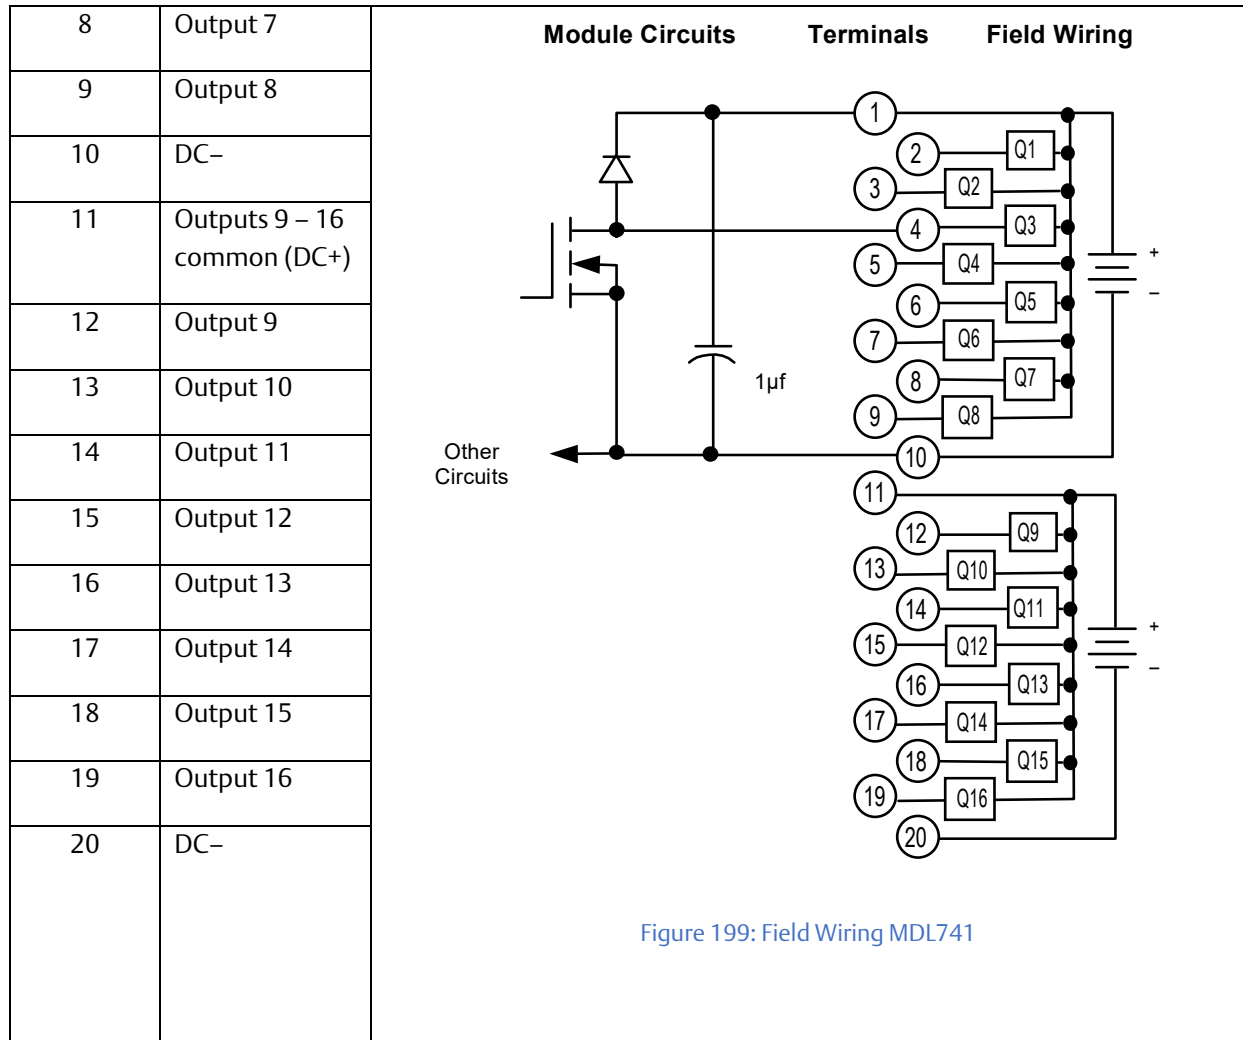 8 Output 7
9 Output 8
10 DC–
11 Outputs 9 – 16
common (DC+)
12 Output 9
13 Output 10
14 Output 11
15 Output 12
16 Output 13
17 Output 14
18 Output 15
19 Output 16
20 DC–
Module Circuits Terminals Field Wiring
1
2 Q1
3 Q2
4 Q3
5 Q4
+
6 Q5
–
7 Q6
8 Q7
1µf
9 Q8
Other
Circuits
10
11
12 Q9
13 Q10
14 Q11
+
15 Q12
–
16 Q13
17 Q14
18 Q15
19 Q16
20
Figure 199: Field Wiring MDL741